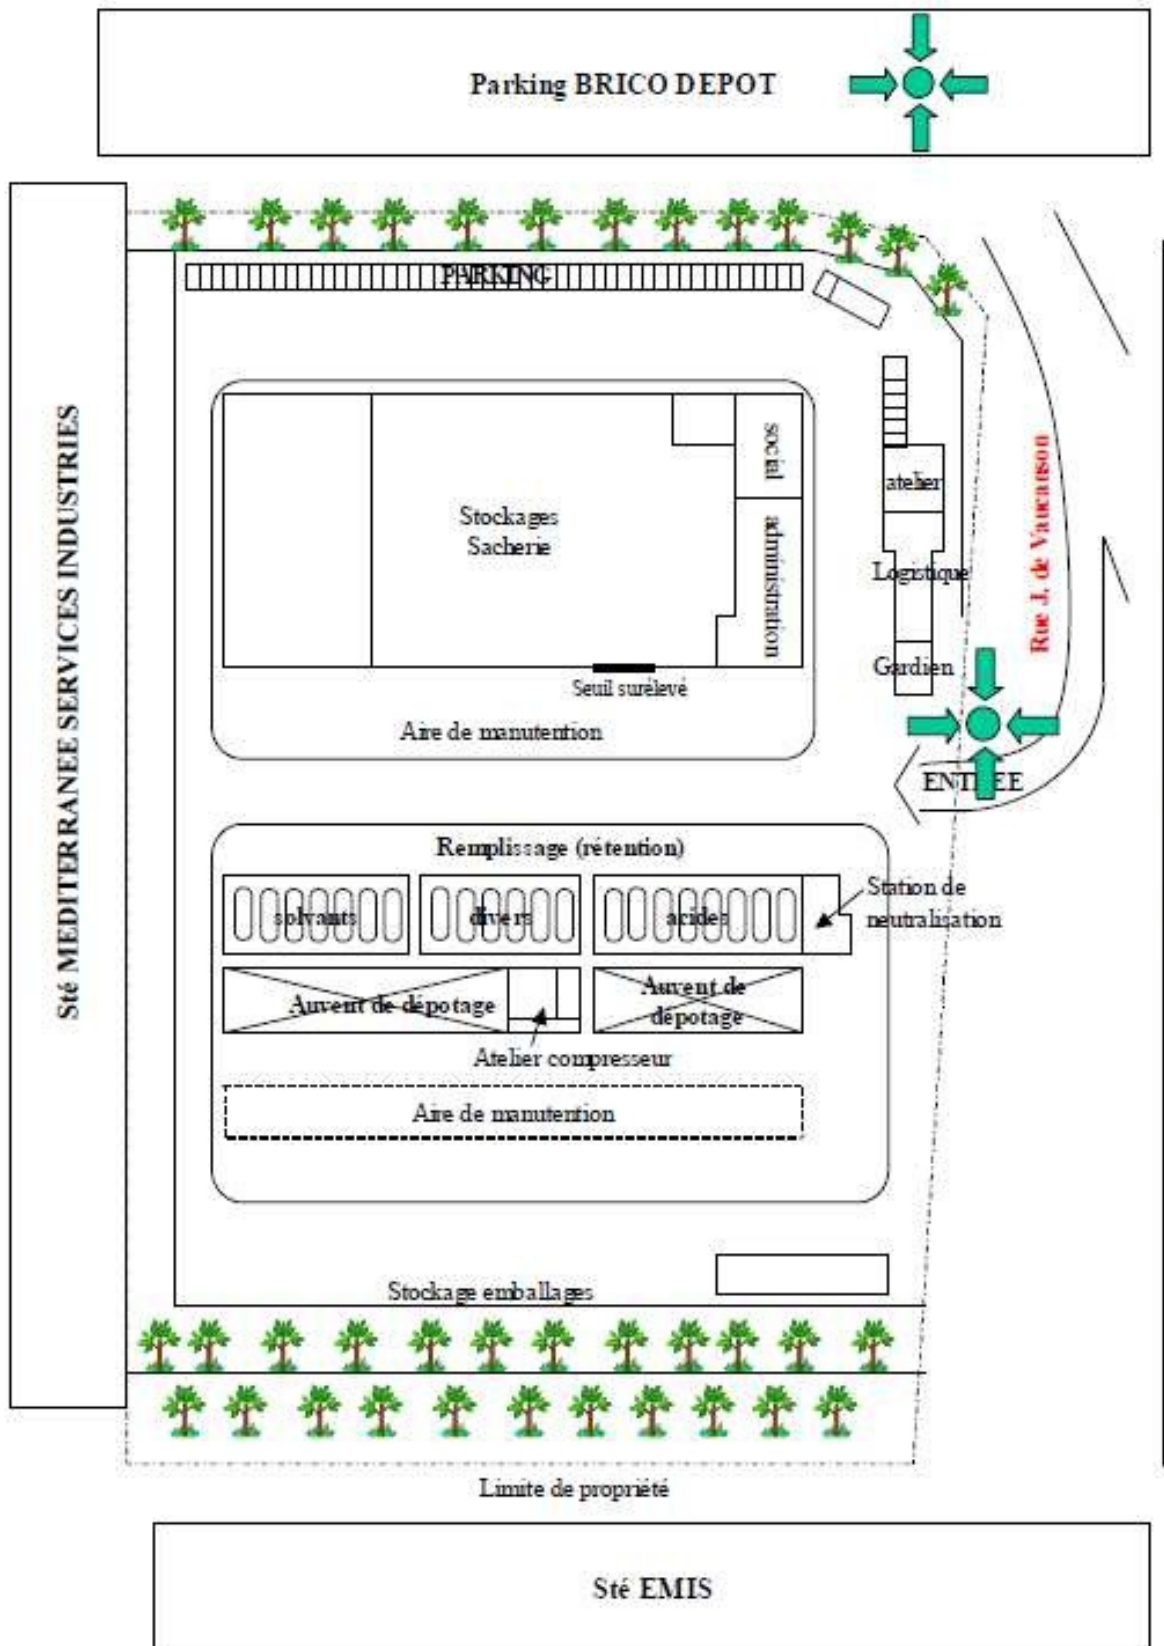 Parking BRICO DEPOT
PARKING
Sté MEDITERRANEE SERVICES INDUSTRIES
Stockages
Sacherie
social
administration
atelier
Logistique
Gardien
Rue J. de Vaucanson
Seuil surélevé
Aire de manutention
ENTREE
Remplissage (rétention)
solvants
divers
acides
Station de
neutralisation
Auvent de dépotage
Auvent de
dépotage
Atelier compresseur
Aire de manutention
Stockage emballages
Limite de propriété
Sté EMIS